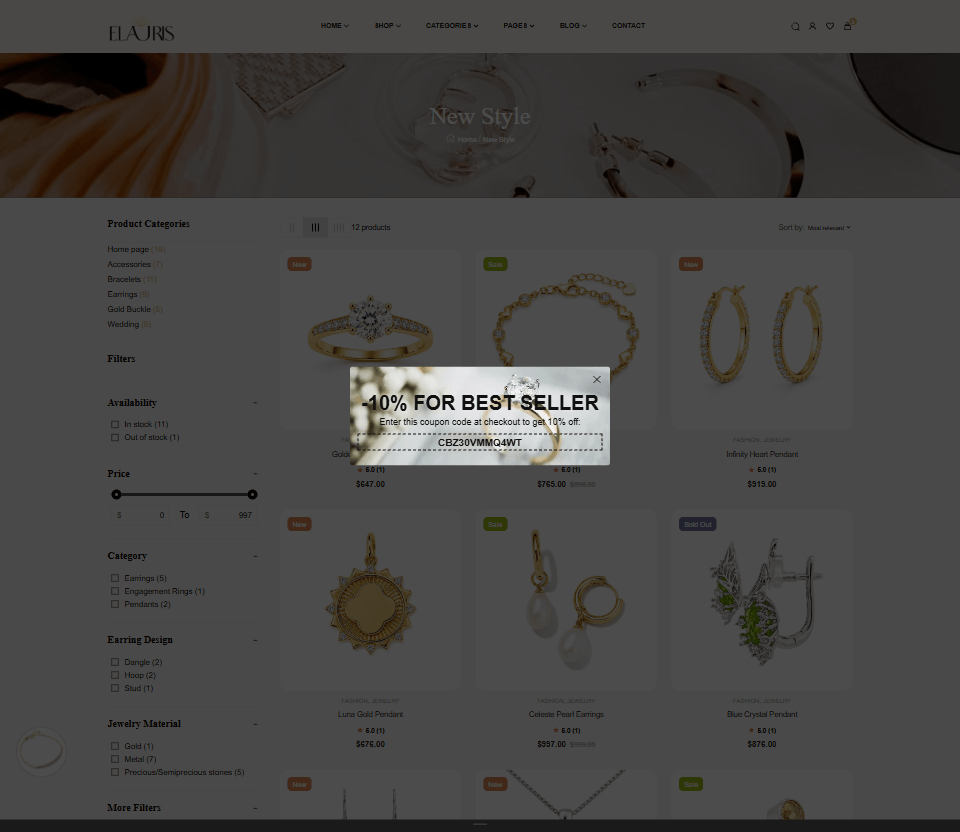 ELAURIS
HOME
SHOP
CATEGORIES
PAGES
BLOG
CONTACT
New Style
Home / New Style
Product Categories
Home page (16)
Accessories (7)
Bracelets (11)
Earrings
Gold Buckle
Wedding
Filters
Availability
In stock (11)
Out of stock (1)
Price
$ 0 To $ 997
Category
Earrings (5)
Engagement Rings (1)
Pendants (2)
Earring Design
Dangle (2)
Hoop (2)
Stud (1)
Jewelry Material
Gold (1)
Metal (7)
Precious/Semiprecious stones (5)
More Filters
12 products
Sort by: Most relevant
New
Sale
New
-10% FOR BEST SELLER
Enter this coupon code at checkout to get 10% off:
CBZ30VMMQ4WT
$647.00
5.0 (1)
$765.00
FASHION, JEWELRY
Infinity Heart Pendant
5.0 (1)
$919.00
New
FASHION, JEWELRY
Luna Gold Pendant
5.0 (1)
$676.00
Sale
FASHION, JEWELRY
Celeste Pearl Earrings
5.0 (1)
$997.00
Sold Out
FASHION, JEWELRY
Blue Crystal Pendant
5.0 (1)
$876.00
New
New
Sale